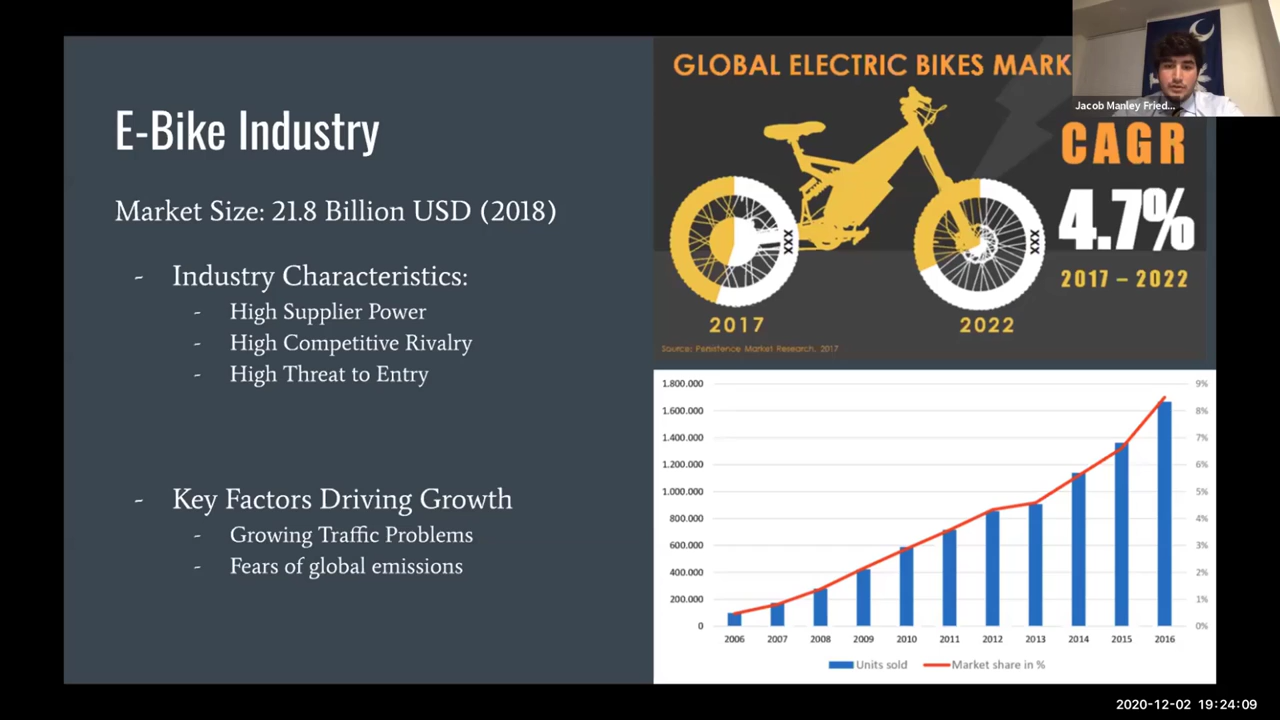 E-Bike Industry
Market Size: 21.8 Billion USD (2018)
- Industry Characteristics:
- High Supplier Power
- High Competitive Rivalry
- High Threat to Entry
- Key Factors Driving Growth
- Growing Traffic Problems
- Fears of global emissions
GLOBAL ELECTRIC BIKES MARK
CAGR
4.7%
2017 – 2022
XXX
XXX
2017
2022
Source: Persistence Market Research, 2017
Jacob Manley Fried...
1.800.000
1.600.000
1.400.000
1.200.000
1.000.000
800.000
600.000
400.000
200.000
0
9%
8%
7%
6%
5%
4%
3%
2%
1%
0%
2006 2007 2008 2009 2010 2011 2012 2013 2014 2015 2016
Units sold Market share in %
2020-12-02 19:24:09